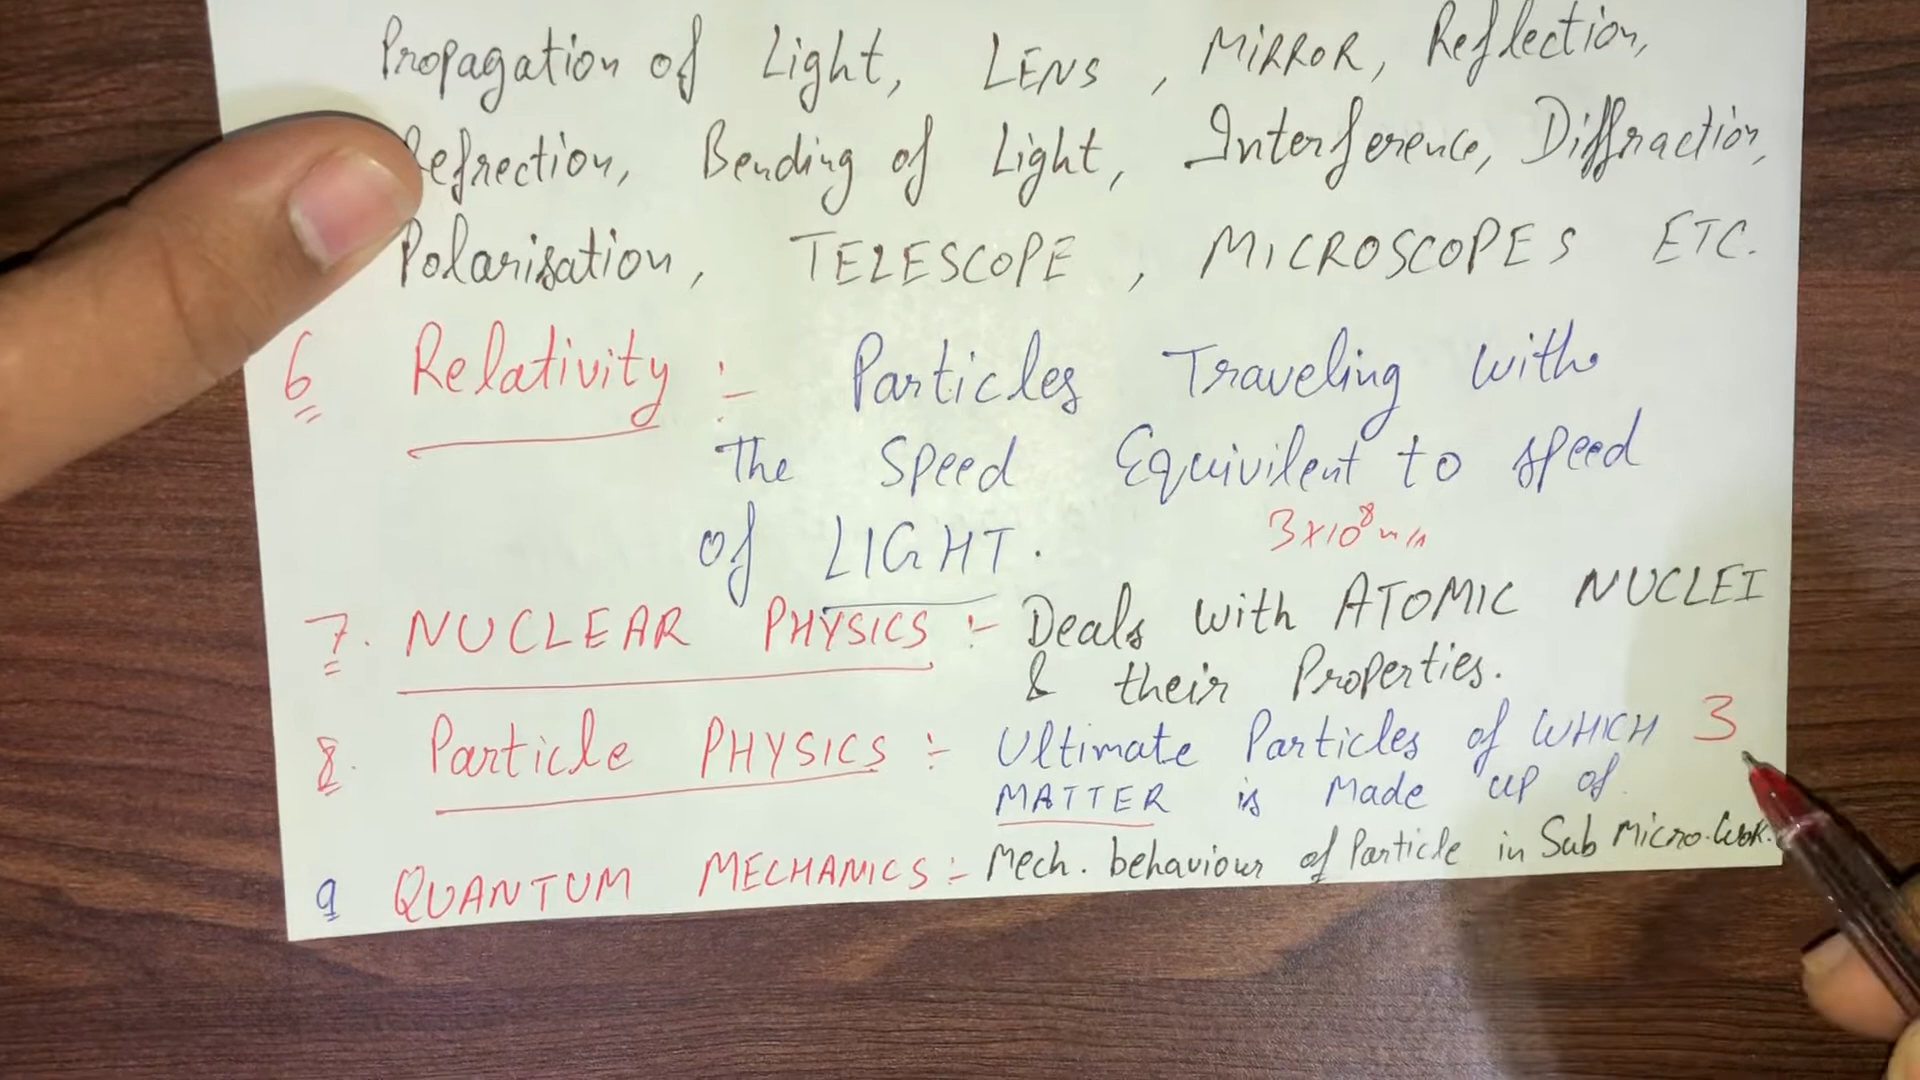 Propagation of Light, LENS, MIRROR, Reflection,
Refrection, Bending of Light, Interference, Diffraction,
Polarisation, TELESCOPE, MICROSCOPES ETC.
6 Relativity :- Particles Traveling with
The Speed Equivilent to speed
of LIGHT. 3x10⁸ m/s
7. NUCLEAR PHYSICS :- Deals with ATOMIC NUCLEI
& their Properties.
8. Particle PHYSICS :- Ultimate Particles of WHICH 3
MATTER is Made up of.
9 QUANTUM MECHANICS :- Mech. behaviour of Particle in Sub Micro.